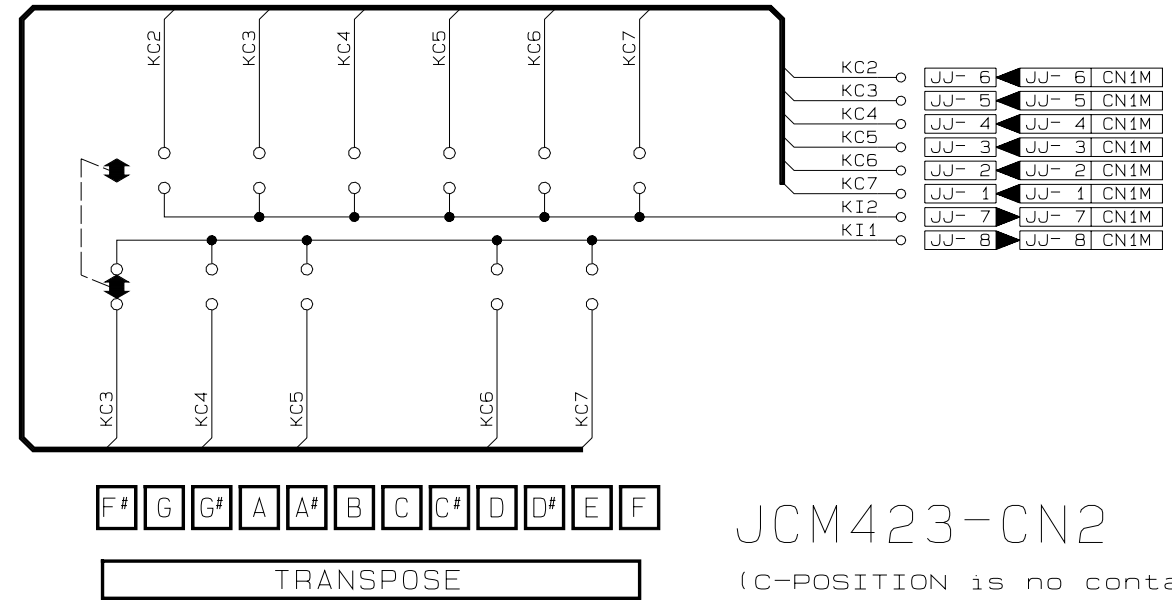 KC2 KC3 KC4 KC5 KC6 KC7
KC2 JJ- 6 JJ- 6 CN1M
KC3 JJ- 5 JJ- 5 CN1M
KC4 JJ- 4 JJ- 4 CN1M
KC5 JJ- 3 JJ- 3 CN1M
KC6 JJ- 2 JJ- 2 CN1M
KC7 JJ- 1 JJ- 1 CN1M
KI2 JJ- 7 JJ- 7 CN1M
KI1 JJ- 8 JJ- 8 CN1M
KC3 KC4 KC5 KC6 KC7
F# G G# A A# B C C# D D# E F
TRANSPOSE
JCM423-CN2
(C-POSITION is no conta